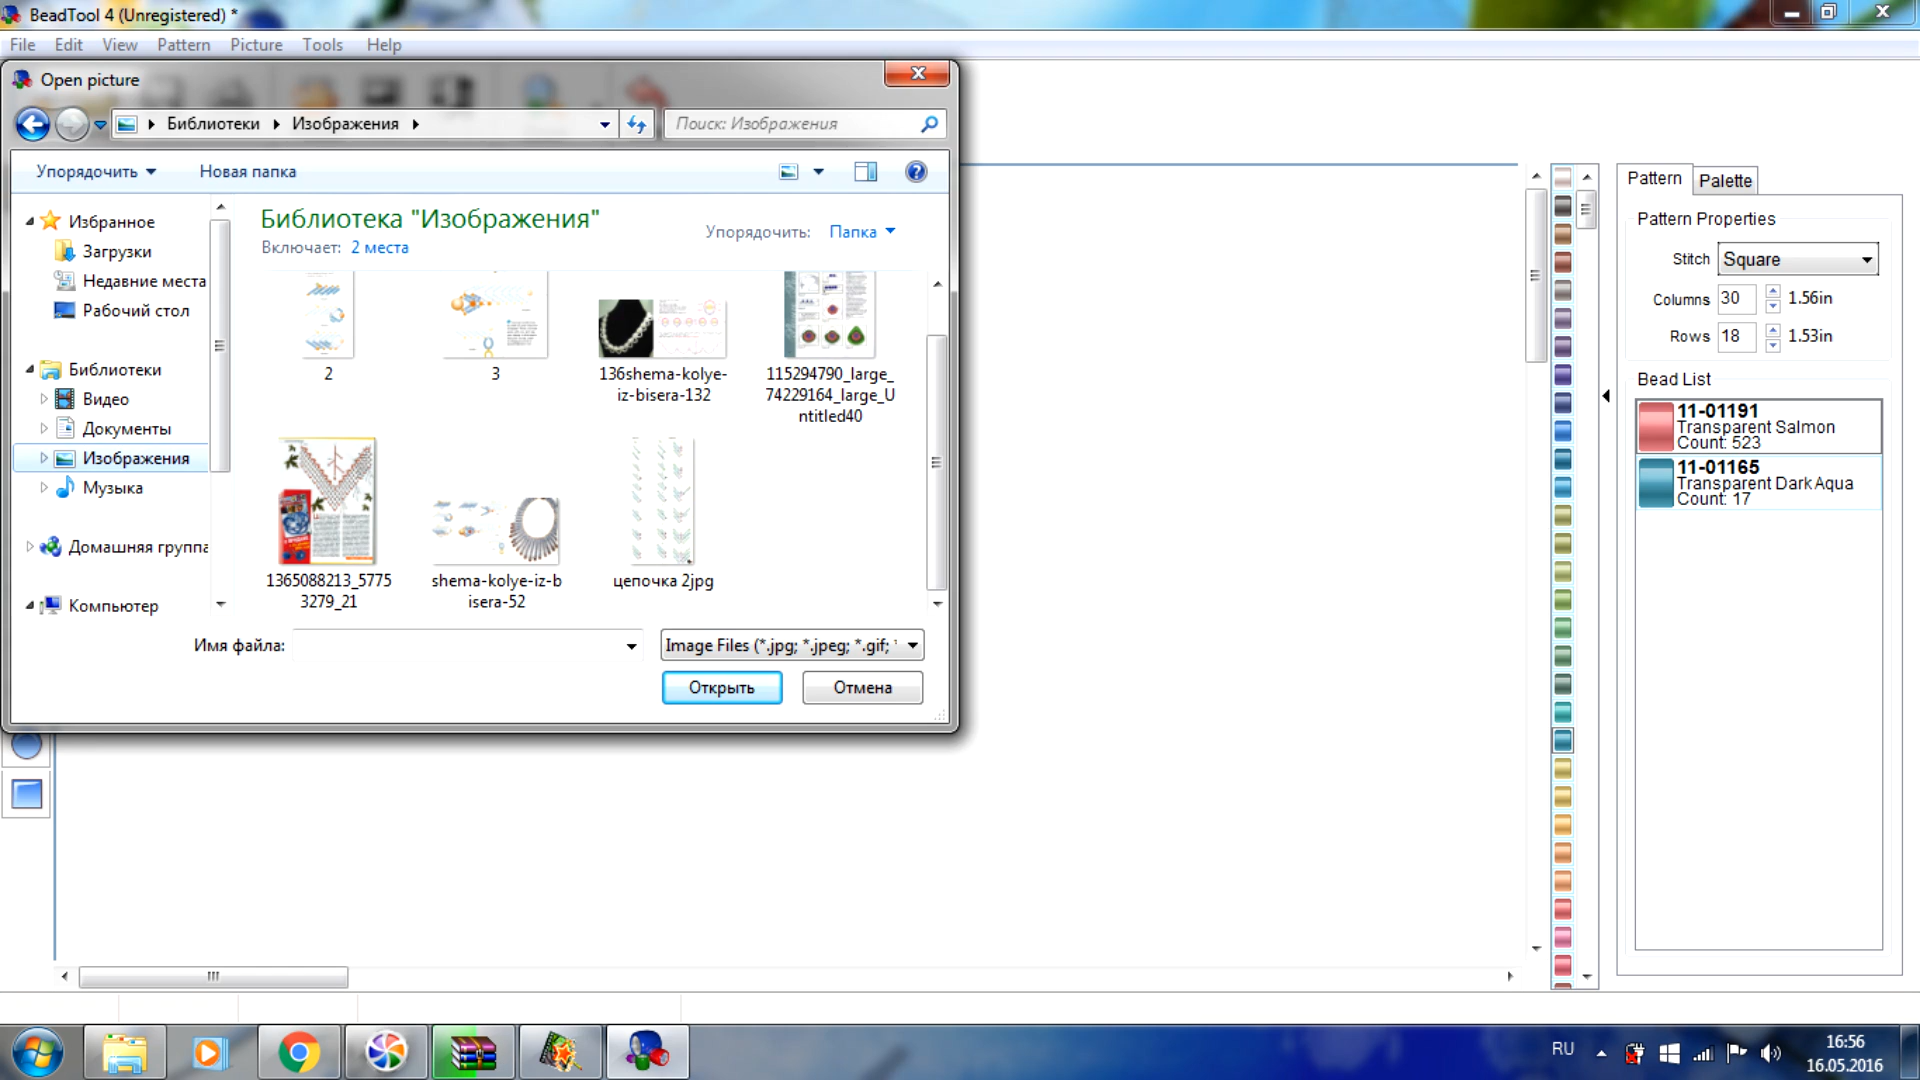 BeadTool 4 (Unregistered) *
File Edit View Pattern Picture Tools Help
Open picture
Библиотеки Изображения
Поиск: Изображения
Упорядочить Новая папка
Избранное
Загрузки
Недавние места
Рабочий стол
Библиотеки
Видео
Документы
Изображения
Музыка
Домашняя группа
Компьютер
Библиотека "Изображения"
Включает: 2 места
Упорядочить: Папка
2
3
136shema-kolye-
iz-bisera-132
115294790_large_
74229164_large_U
ntitled40
1365088213_5775
3279_21
shema-kolye-iz-b
isera-52
цепочка 2jpg
Имя файла:
Image Files (*.jpg; *.jpeg; *.gif; *
Открыть Отмена
Pattern Palette
Pattern Properties
Stitch Square
Columns 30 1.56in
Rows 18 1.53in
Bead List
11-01191
Transparent Salmon
Count: 523
11-01165
Transparent Dark Aqua
Count: 17
RU
16:56
16.05.2016